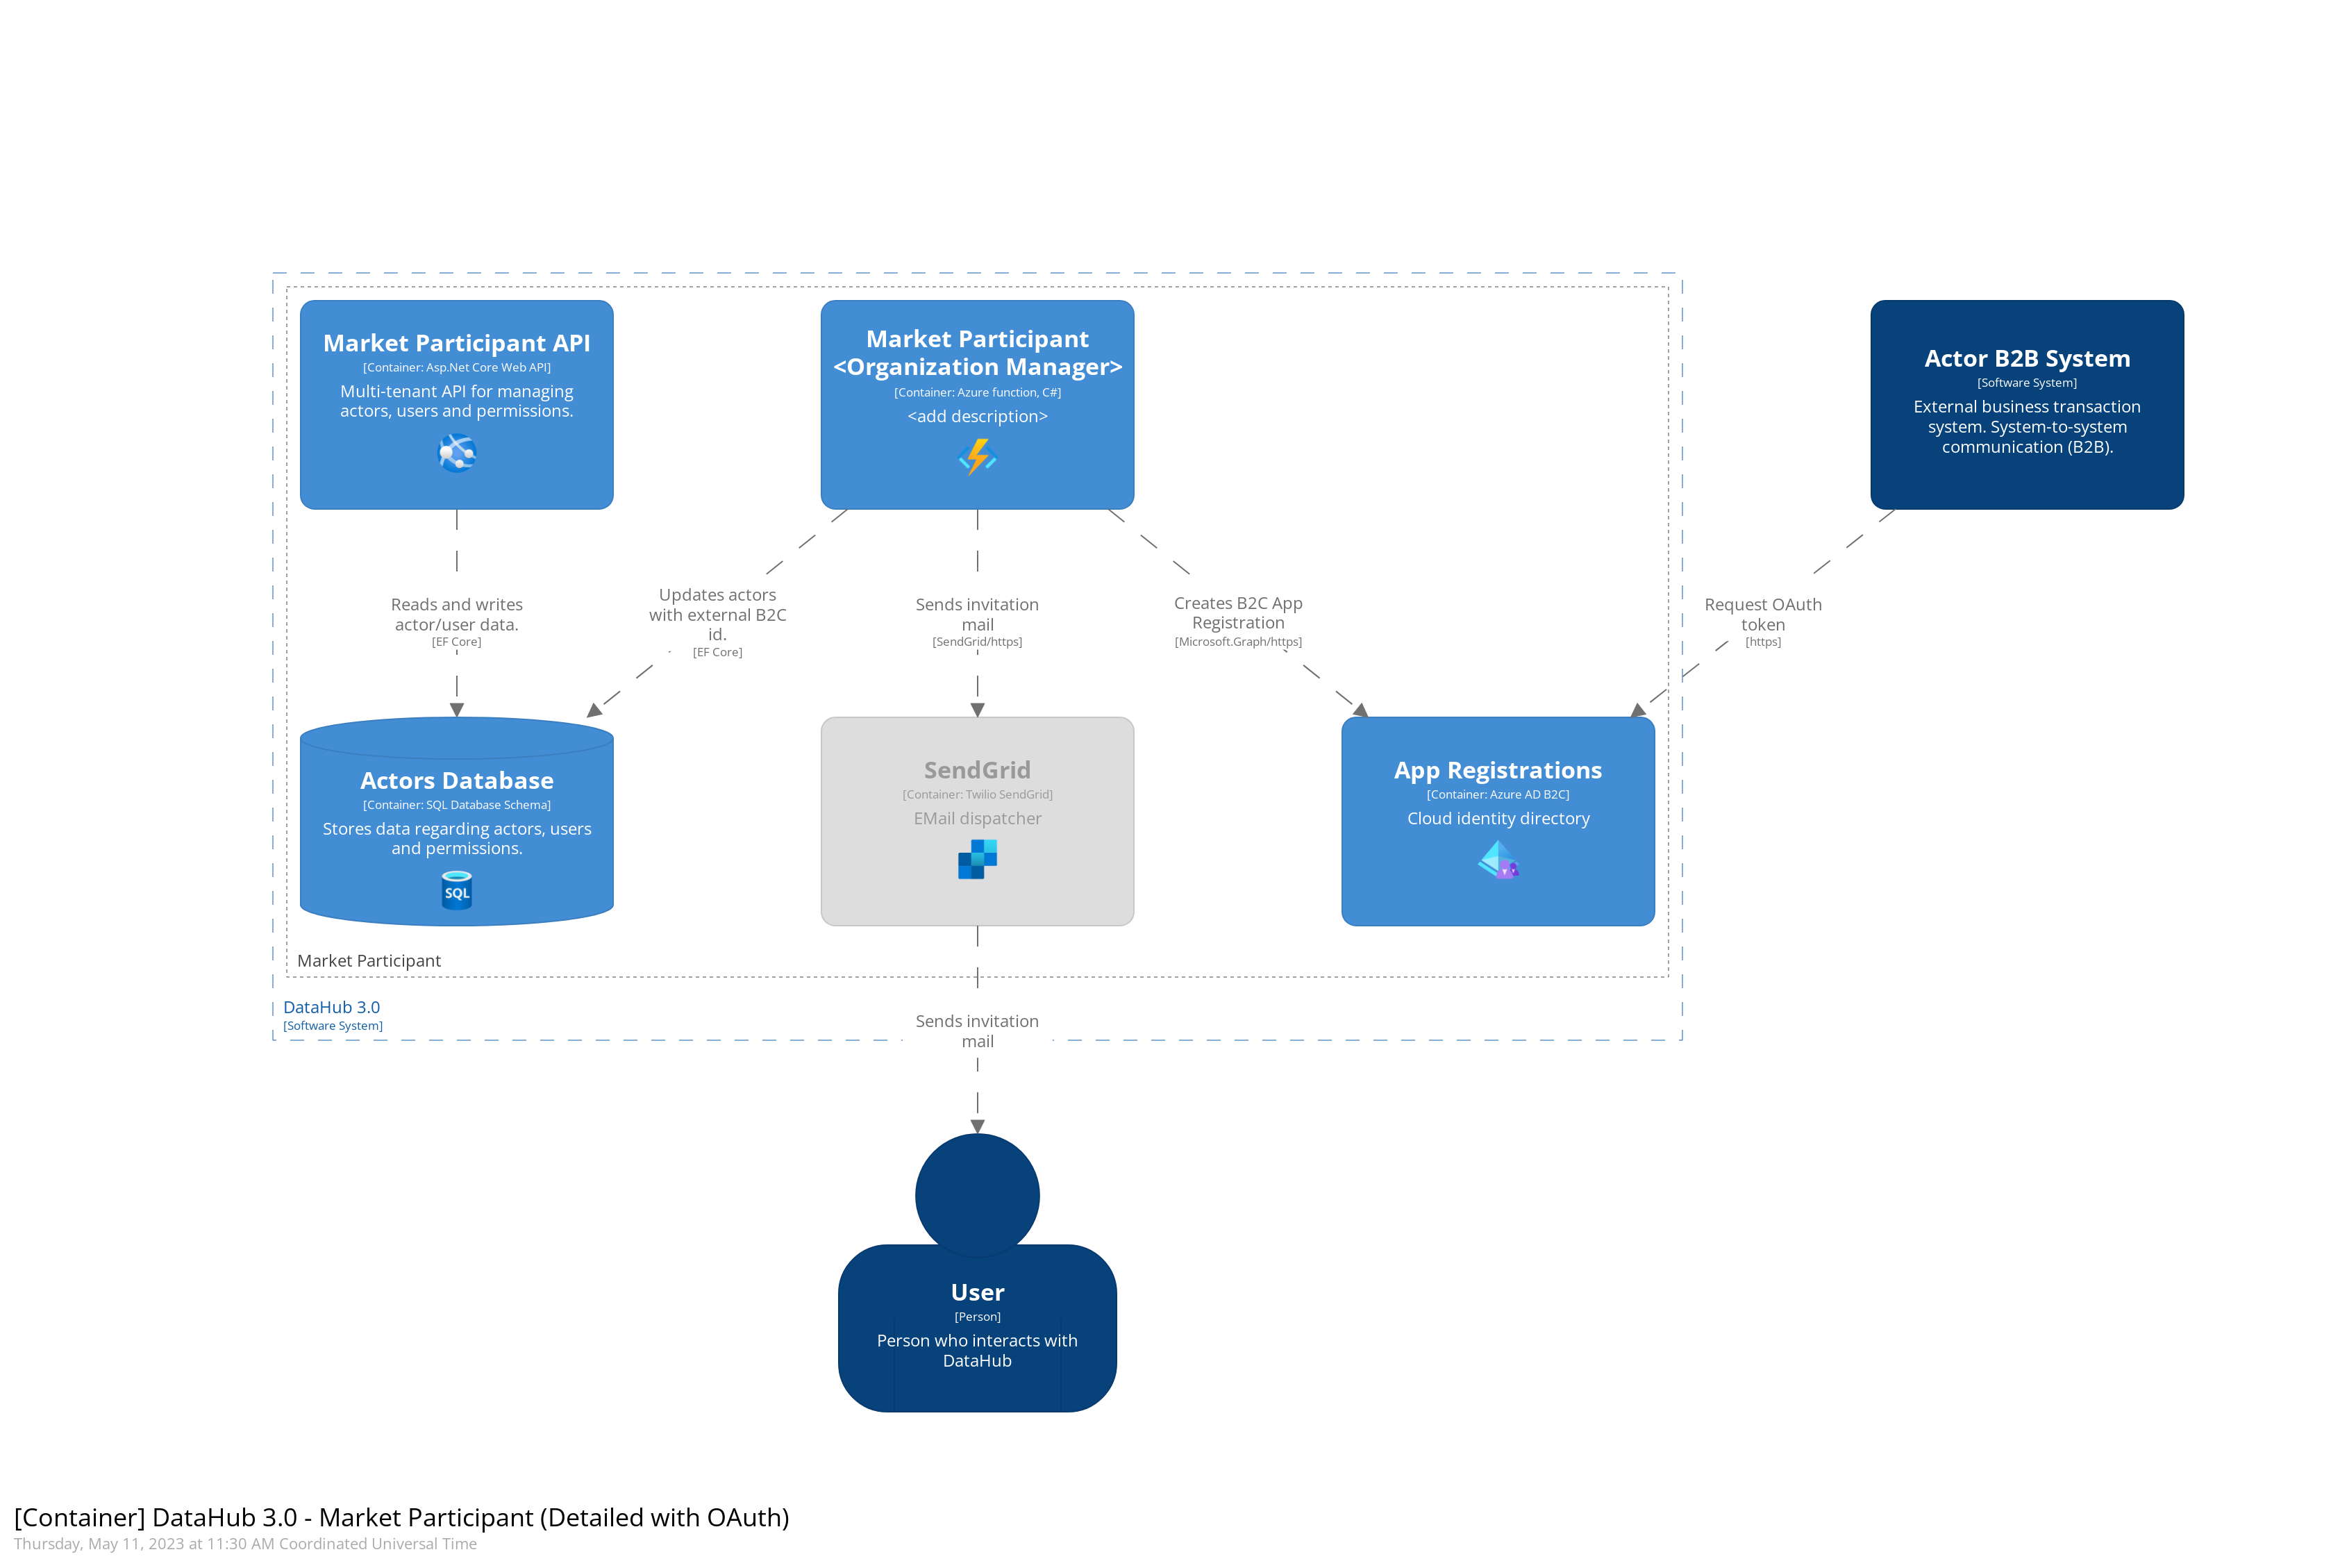 Market Participant API
[Container: Asp.Net Core Web API]
Multi-tenant API for managing
actors, users and permissions.
Market Participant
<Organization Manager>
[Container: Azure function, C#]
<add description>
Actor B2B System
[Software System]
External business transaction
system. System-to-system
communication (B2B).
Reads and writes
actor/user data.
[EF Core]
Updates actors
with external B2C
id.
[EF Core]
Sends invitation
mail
[SendGrid/https]
Creates B2C App
Registration
[Microsoft.Graph/https]
Request OAuth
token
[https]
Actors Database
[Container: SQL Database Schema]
Stores data regarding actors, users
and permissions.
SQL
SendGrid
[Container: Twilio SendGrid]
EMail dispatcher
App Registrations
[Container: Azure AD B2C]
Cloud identity directory
Market Participant
DataHub 3.0
[Software System]
Sends invitation
mail
User
[Person]
Person who interacts with
DataHub
[Container] DataHub 3.0 - Market Participant (Detailed with OAuth)
Thursday, May 11, 2023 at 11:30 AM Coordinated Universal Time